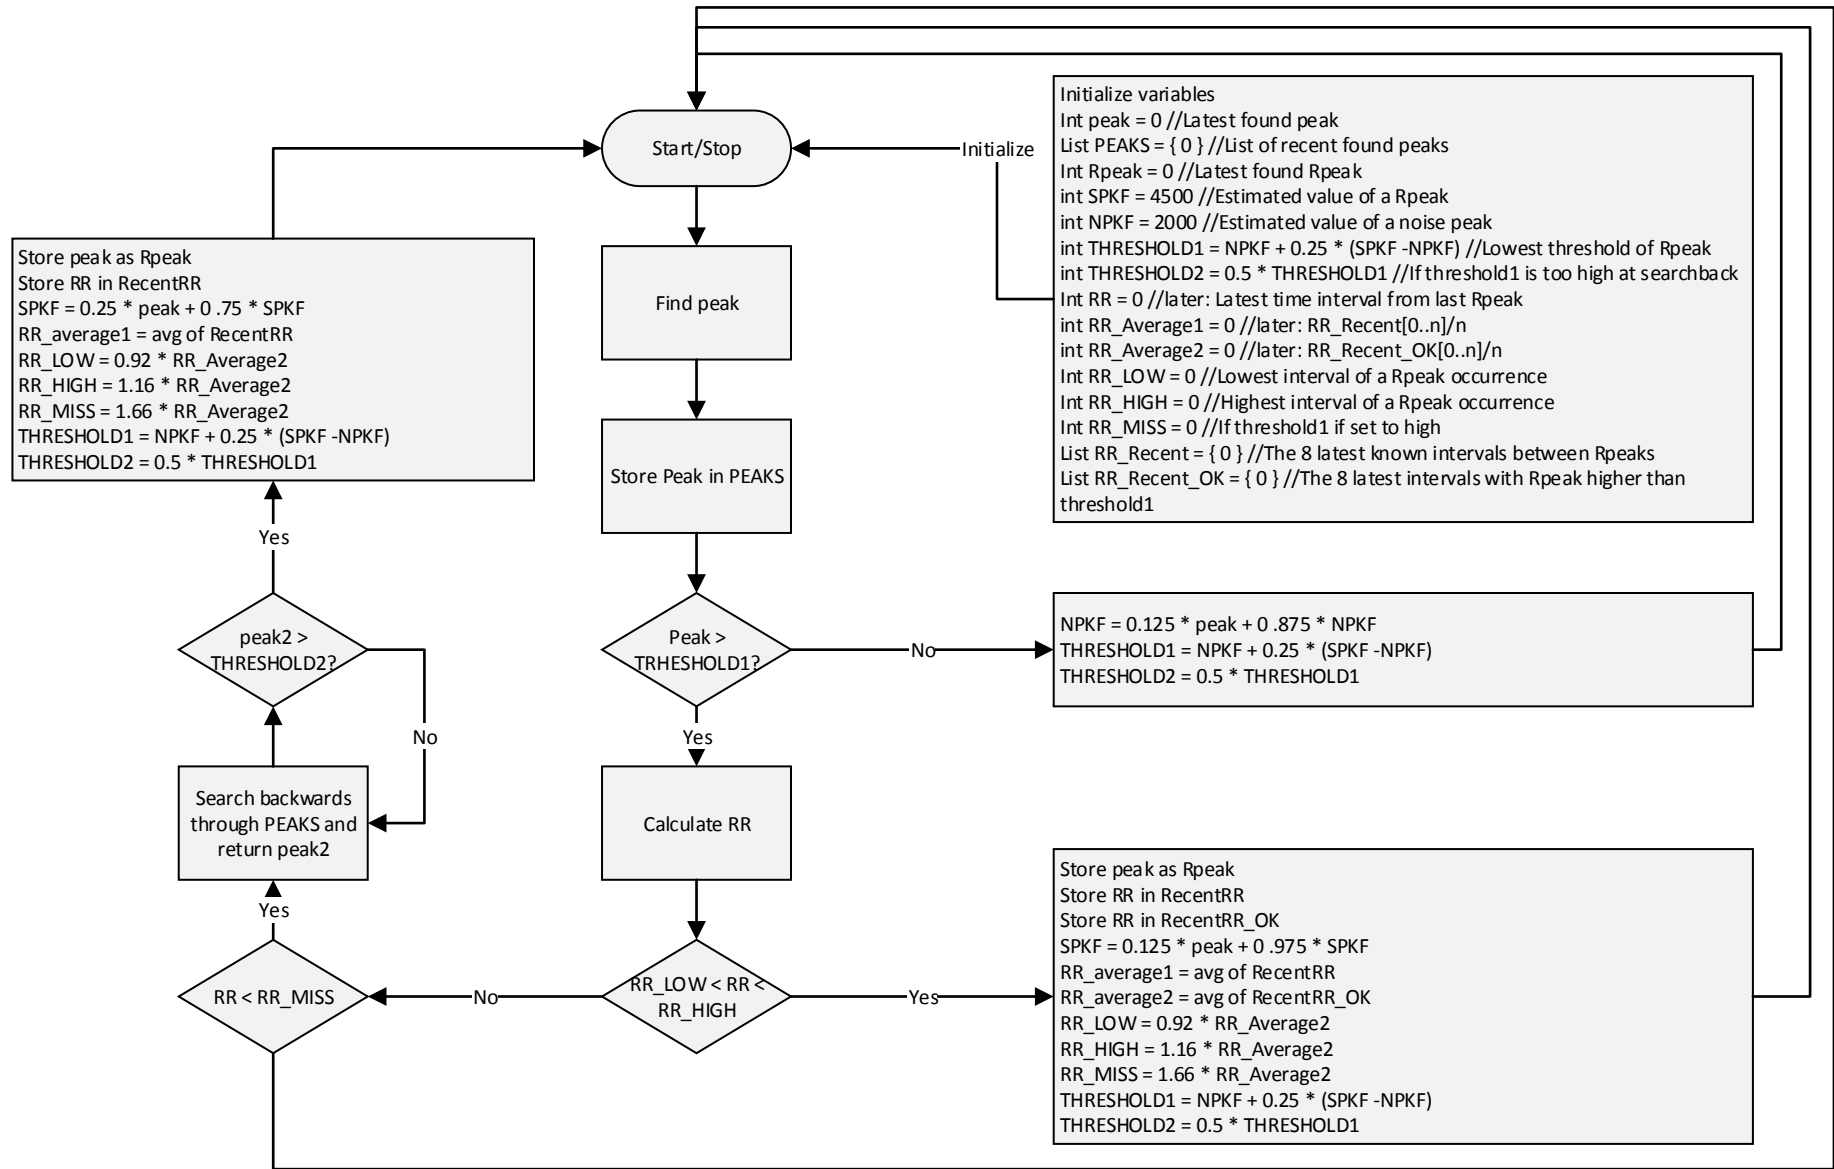 Start/Stop
Initialize
Initialize variables
Int peak = 0 //Latest found peak
List PEAKS = { 0 } //List of recent found peaks
Int Rpeak = 0 //Latest found Rpeak
int SPKF = 4500 //Estimated value of a Rpeak
int NPKF = 2000 //Estimated value of a noise peak
int THRESHOLD1 = NPKF + 0.25 * (SPKF -NPKF) //Lowest threshold of Rpeak
int THRESHOLD2 = 0.5 * THRESHOLD1 //If threshold1 is too high at searchback
Int RR = 0 //later: Latest time interval from last Rpeak
int RR_Average1 = 0 //later: RR_Recent[0..n]/n
int RR_Average2 = 0 //later: RR_Recent_OK[0..n]/n
Int RR_LOW = 0 //Lowest interval of a Rpeak occurrence
Int RR_HIGH = 0 //Highest interval of a Rpeak occurrence
Int RR_MISS = 0 //If threshold1 if set to high
List RR_Recent = { 0 } //The 8 latest known intervals between Rpeaks
List RR_Recent_OK = { 0 } //The 8 latest intervals with Rpeak higher than
threshold1
Find peak
Store Peak in PEAKS
Peak >
TRHESHOLD1?
No
NPKF = 0.125 * peak + 0 .875 * NPKF
THRESHOLD1 = NPKF + 0.25 * (SPKF -NPKF)
THRESHOLD2 = 0.5 * THRESHOLD1
Yes
Calculate RR
RR_LOW < RR <
RR_HIGH
Yes
Store peak as Rpeak
Store RR in RecentRR
Store RR in RecentRR_OK
SPKF = 0.125 * peak + 0 .975 * SPKF
RR_average1 = avg of RecentRR
RR_average2 = avg of RecentRR_OK
RR_LOW = 0.92 * RR_Average2
RR_HIGH = 1.16 * RR_Average2
RR_MISS = 1.66 * RR_Average2
THRESHOLD1 = NPKF + 0.25 * (SPKF -NPKF)
THRESHOLD2 = 0.5 * THRESHOLD1
No
RR < RR_MISS
Yes
Search backwards
through PEAKS and
return peak2
No
peak2 >
THRESHOLD2?
Yes
Store peak as Rpeak
Store RR in RecentRR
SPKF = 0.25 * peak + 0 .75 * SPKF
RR_average1 = avg of RecentRR
RR_LOW = 0.92 * RR_Average2
RR_HIGH = 1.16 * RR_Average2
RR_MISS = 1.66 * RR_Average2
THRESHOLD1 = NPKF + 0.25 * (SPKF -NPKF)
THRESHOLD2 = 0.5 * THRESHOLD1